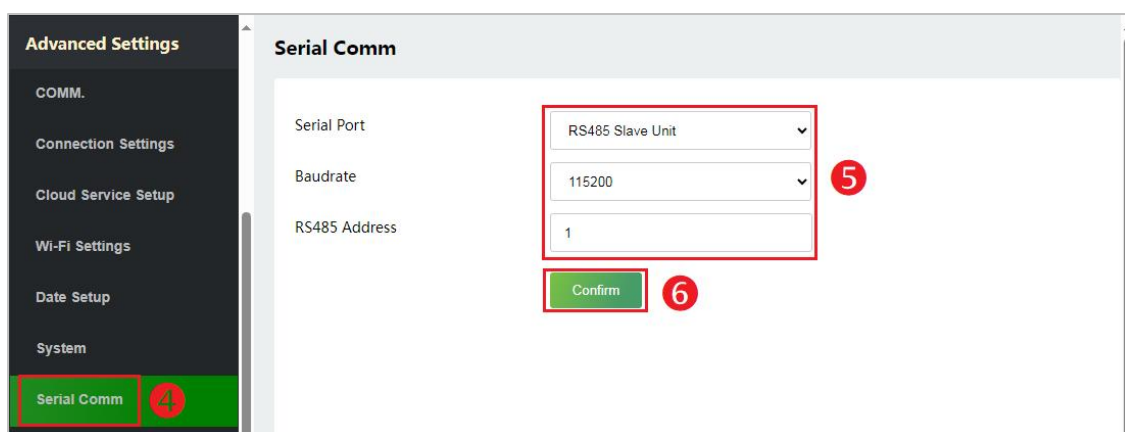 Advanced Settings
COMM.
Connection Settings
Cloud Service Setup
Wi-Fi Settings
Date Setup
System
Serial Comm
4
Serial Comm
Serial Port
RS485 Slave Unit
Baudrate
115200
5
RS485 Address
1
Confirm
6